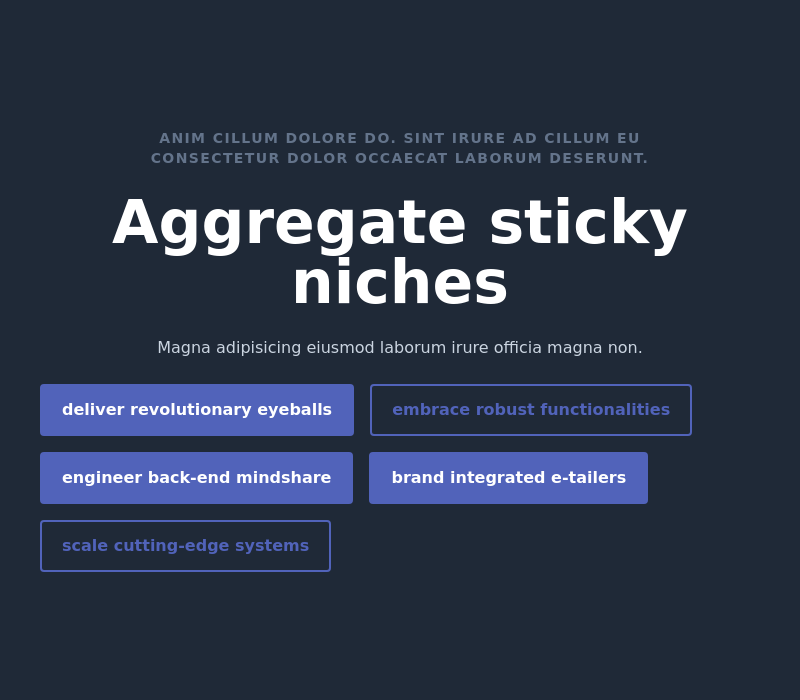 ANIM CILLUM DOLORE DO. SINT IRURE AD CILLUM EU
CONSECTETUR DOLOR OCCAECAT LABORUM DESERUNT.
Aggregate sticky
niches
Magna adipisicing eiusmod laborum irure officia magna non.
deliver revolutionary eyeballs
embrace robust functionalities
engineer back-end mindshare
brand integrated e-tailers
scale cutting-edge systems